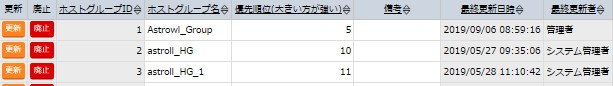 更新 廃止 ホストグループID ホストグループ名 優先順位(大きい方が強い) 備考 最終更新日時 最終更新者
更新 廃止 1 Astrowl_Group 5 2019/09/06 08:59:16 管理者
更新 廃止 2 astroll_HG 10 2019/05/27 09:35:06 システム管理者
更新 廃止 3 astroll_HG_1 11 2019/05/28 11:10:42 システム管理者